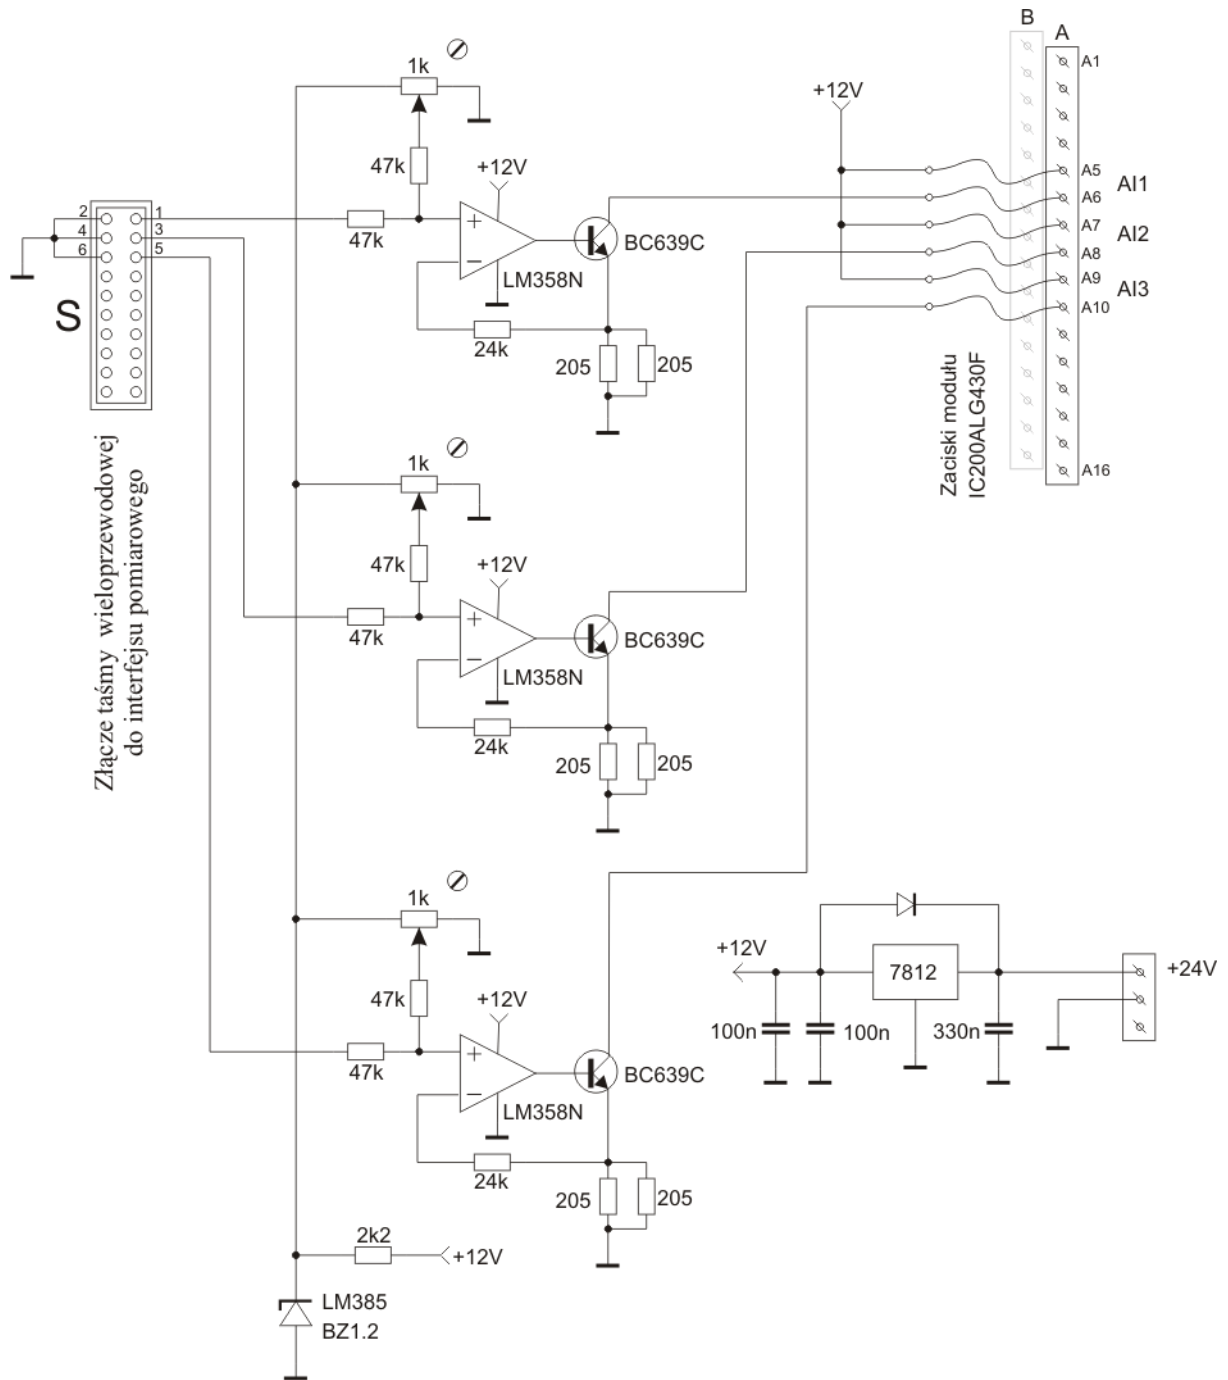 B
A
A1
1k
+12V
47k
+12V
A5
AI1
A6
2
1
4
3
6
5
47k
BC639C
A7
AI2
A8
LM358N
A9
AI3
A10
S
24k
205
205
Zaciski modułu
IC200ALG430F
A16
Złącze taśmy wieloprzewodowej
do interfejsu pomiarowego
1k
47k
+12V
47k
BC639C
LM358N
24k
205
205
1k
47k
+12V
47k
BC639C
LM358N
24k
205
205
+12V
7812
+24V
100n
100n
330n
2k2
+12V
LM385
BZ1.2